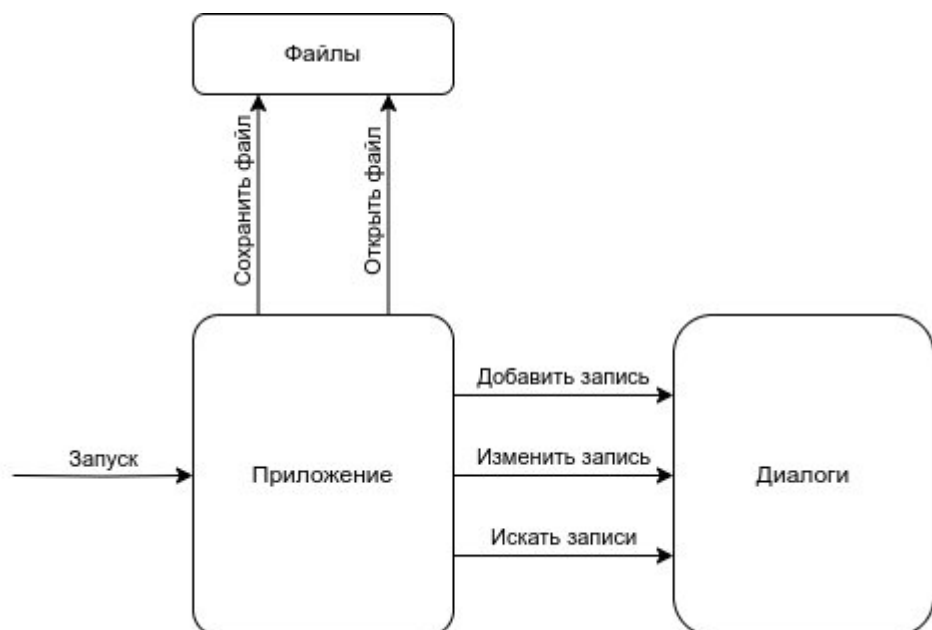 Файлы
Сохранить файл
Открыть файл
Добавить запись
Запуск
Приложение
Изменить запись
Диалоги
Искать записи